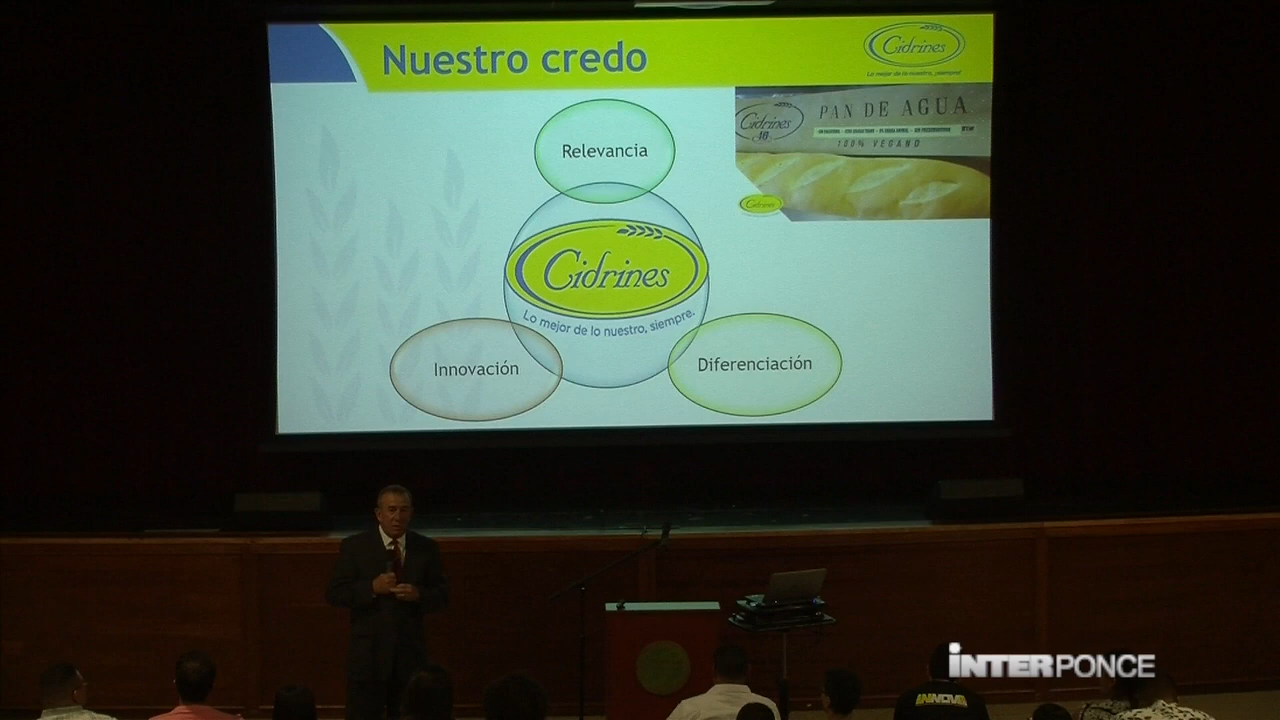 Nuestro credo
Cidrines
Lo mejor de lo nuestro, ¡siempre!
Relevancia
Cidrines
PAN DE AGUA
100% VEGANO
Cidrines
Cidrines
Lo mejor de lo nuestro, siempre.
Innovación
Diferenciación
INTERPONCE